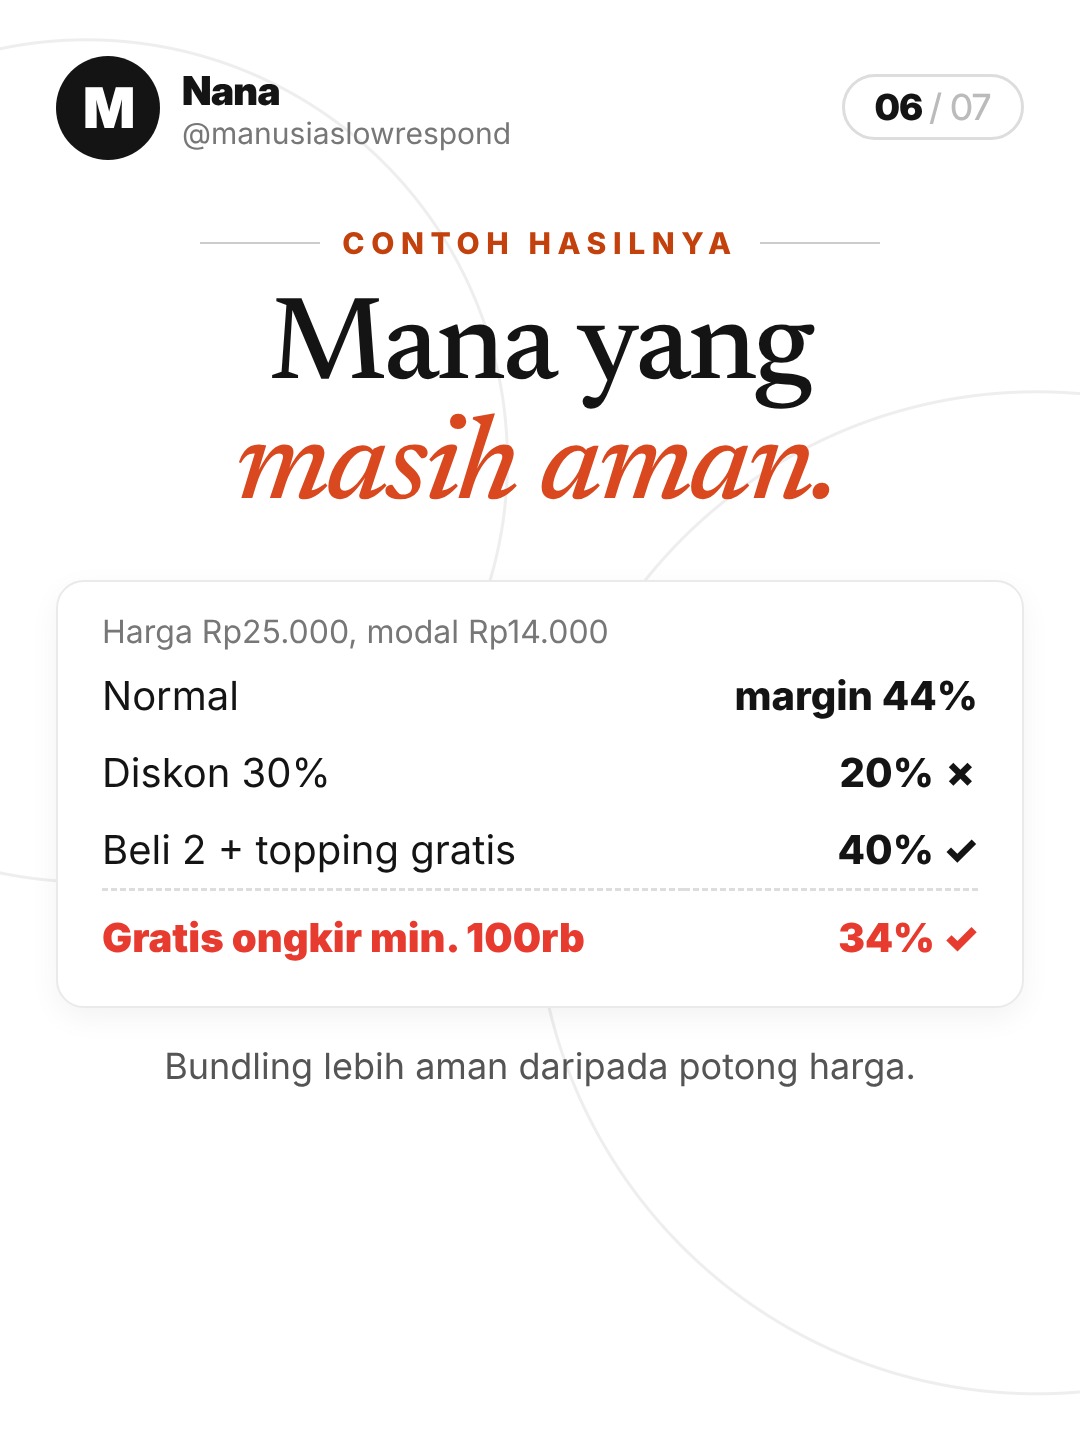 M
Nana
@manusiaslowrespond
06 / 07
CONTOH HASILNYA
Mana yang
masih aman.
Harga Rp25.000, modal Rp14.000
Normal margin 44%
Diskon 30% 20% ×
Beli 2 + topping gratis 40% ✓
Gratis ongkir min. 100rb 34% ✓
Bundling lebih aman daripada potong harga.